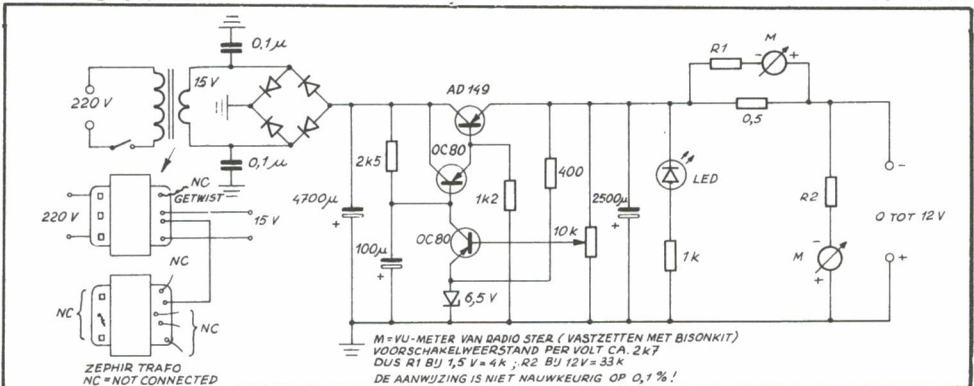 0,1µ
15 V
220 V
0,1µ
NC
GETWIST
220 V
15 V
NC
NC
NC
ZEPHIR TRAFO
NC = NOT CONNECTED
4700µ
+
2k5
100µ
+
AD 149
OC80
OC80
6,5 V
1k2
400
10k
2500µ
+
LED
1k
R1
M
-
+
0,5
R2
-
M
+
-
0 TOT 12V
+
M = VU-METER VAN RADIO STER ( VASTZETTEN MET BISONKIT)
VOORSCHAKELWEERSTAND PER VOLT CA. 2k7
DUS R1 BIJ 1,5 V = 4k ; R2 BIJ 12V = 33k
DE AANWIJZING IS NIET NAUWKEURIG OP 0,1 % !